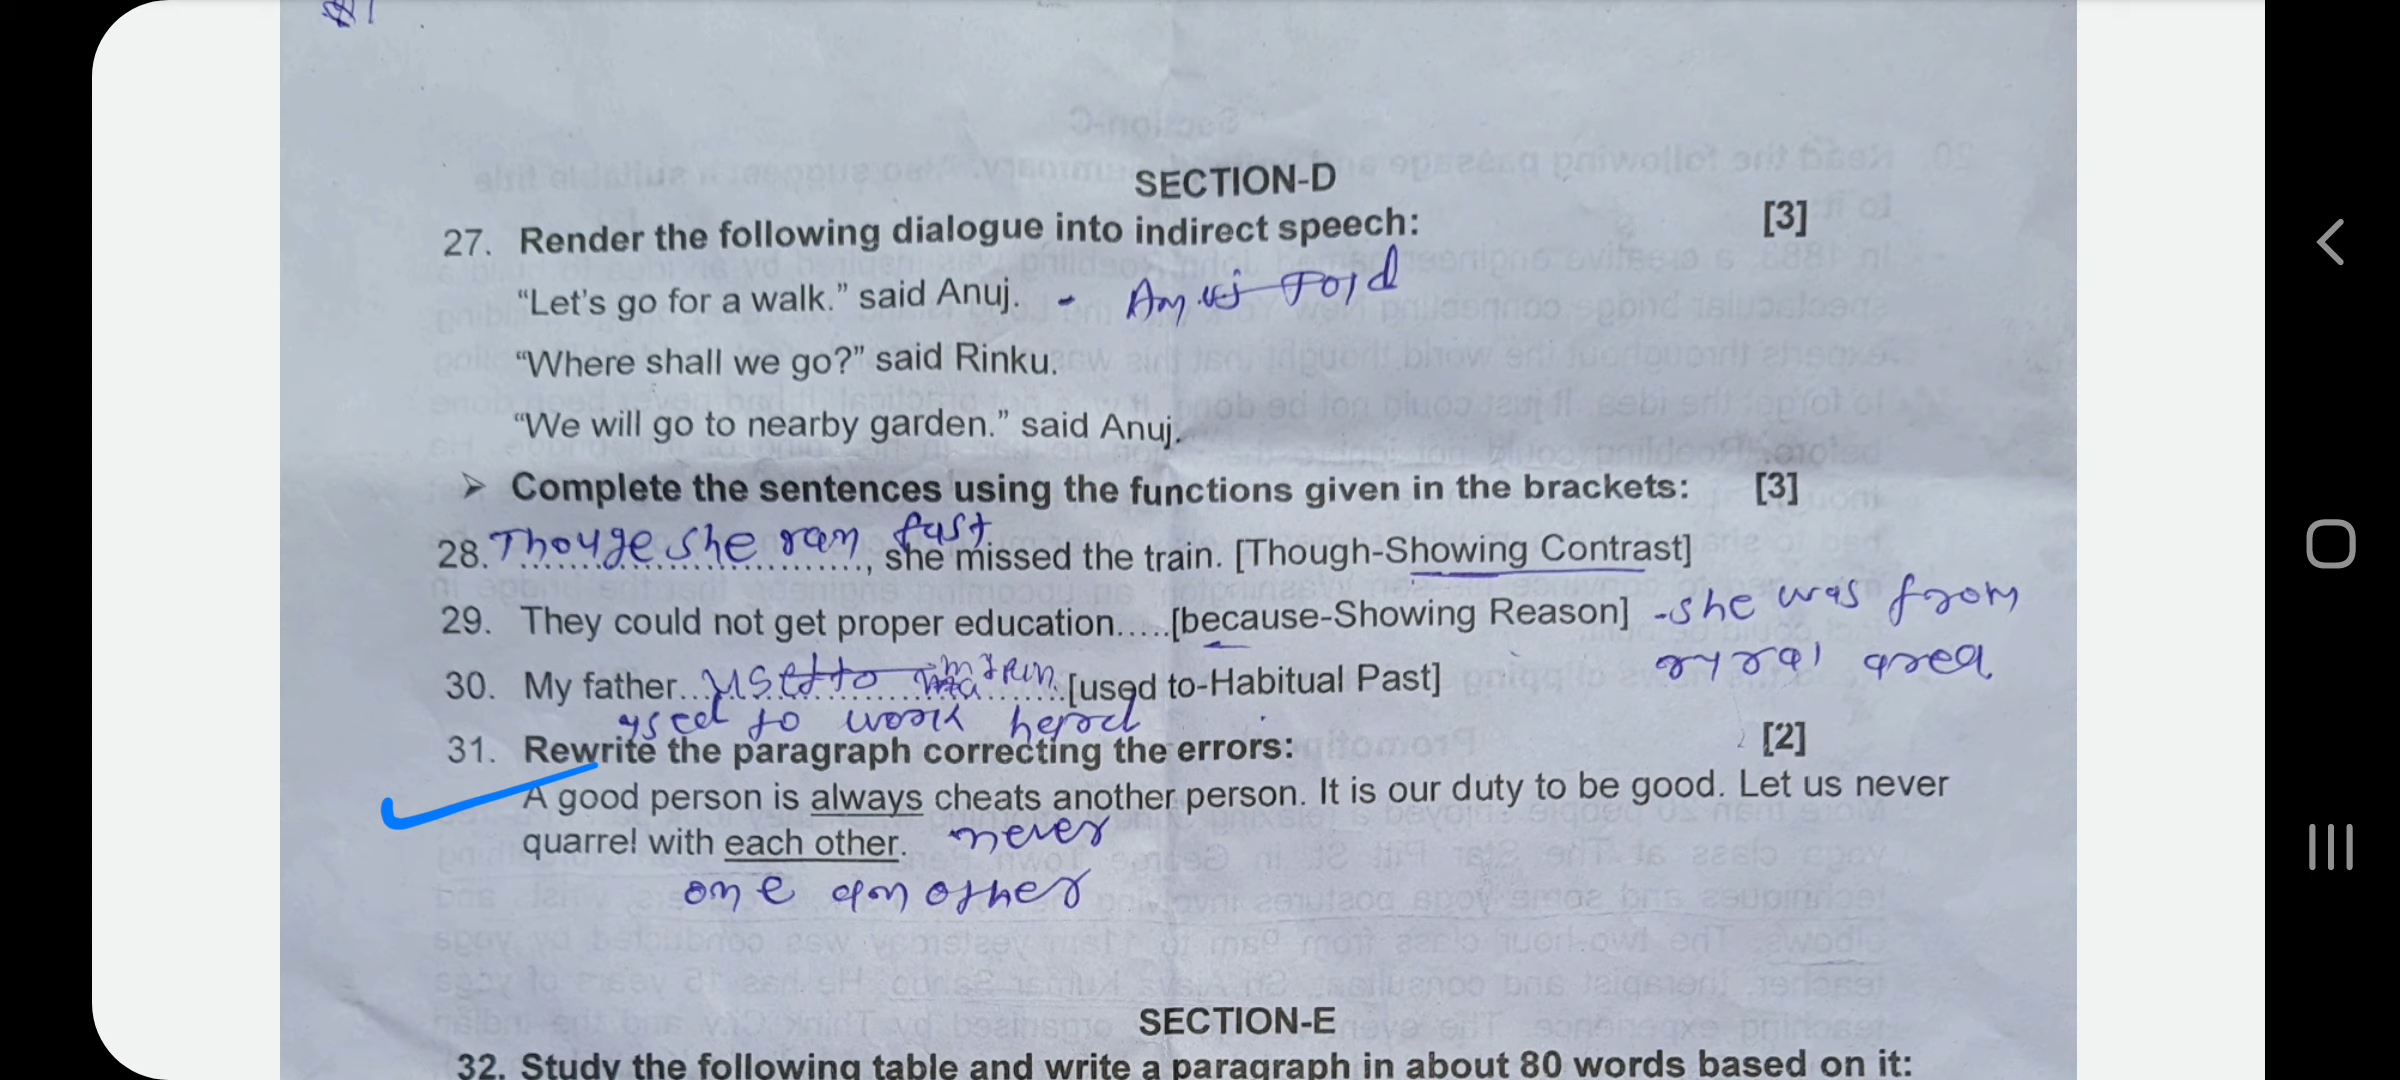 SECTION-D
27. Render the following dialogue into indirect speech: [3]
“Let's go for a walk.” said Anuj. - Anuj Told
“Where shall we go?” said Rinku.
“We will go to nearby garden.” said Anuj.
➤ Complete the sentences using the functions given in the brackets: [3]
fast
28. Thouge she ran ............................, she missed the train. [Though-Showing Contrast]
29. They could not get proper education.....[because-Showing Reason] - she was from
rural area
30. My father.. used to ..........[used to-Habitual Past]
used to work herd
31. Rewrite the paragraph correcting the errors: [2]
A good person is always cheats another person. It is our duty to be good. Let us never
quarrel with each other. never
one another
SECTION-E
32. Study the following table and write a paragraph in about 80 words based on it: